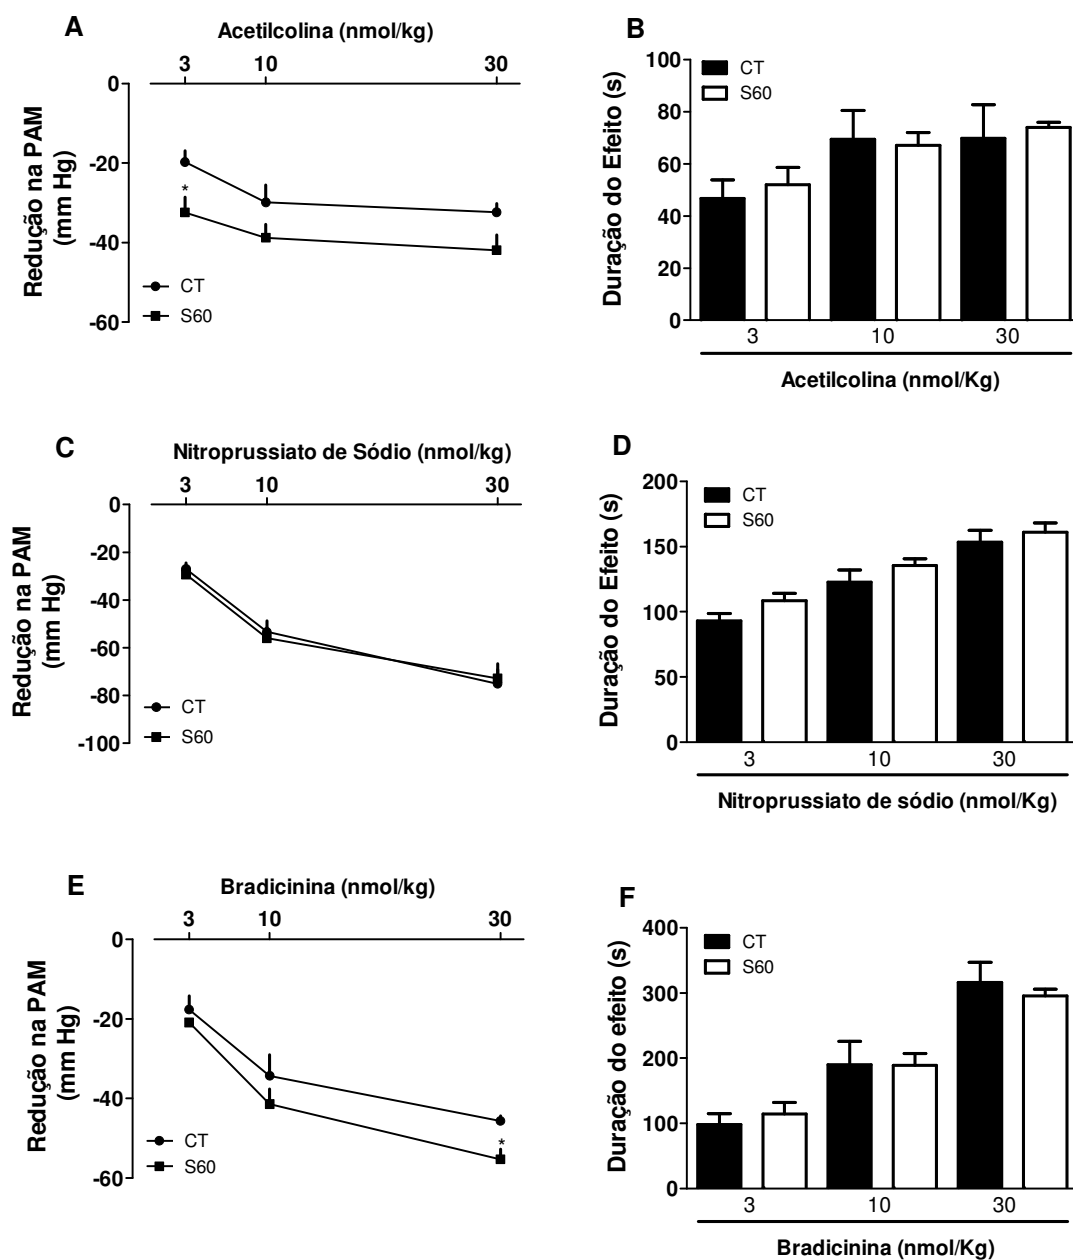 A
Acetilcolina (nmol/kg)
3 10 30
0
-20
-40
-60
Redução na PAM
(mm Hg)
*
CT
S60
B
100
80
60
40
20
0
Duração do Efeito (s)
CT
S60
3 10 30
Acetilcolina (nmol/Kg)
C
Nitroprussiato de Sódio (nmol/kg)
3 10 30
0
-20
-40
-60
-80
-100
Redução na PAM
(mm Hg)
CT
S60
D
200
150
100
50
0
Duração do Efeito (s)
CT
S60
3 10 30
Nitroprussiato de sódio (nmol/Kg)
E
Bradicinina (nmol/kg)
3 10 30
0
-20
-40
-60
Redução na PAM
(mm Hg)
*
CT
S60
F
400
300
200
100
0
Duração do efeito (s)
CT
S60
3 10 30
Bradicinina (nmol/Kg)